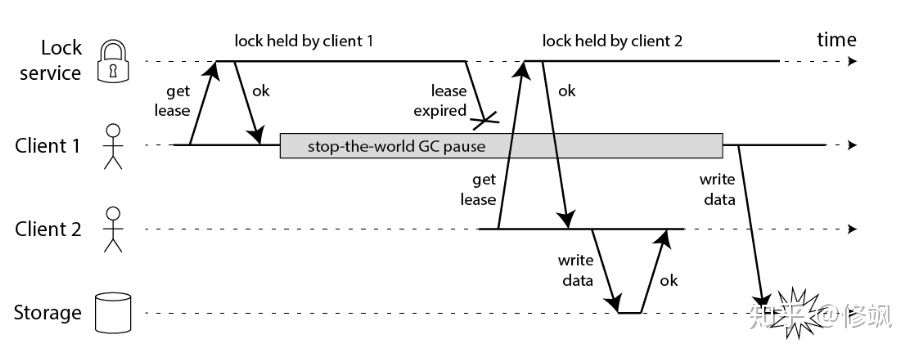 lock held by client 1
lock held by client 2
time
Lock
service
get
lease
ok
lease
expired
ok
Client 1
stop-the-world GC pause
get
lease
write
data
Client 2
write
data
ok
Storage
知乎 @修飒